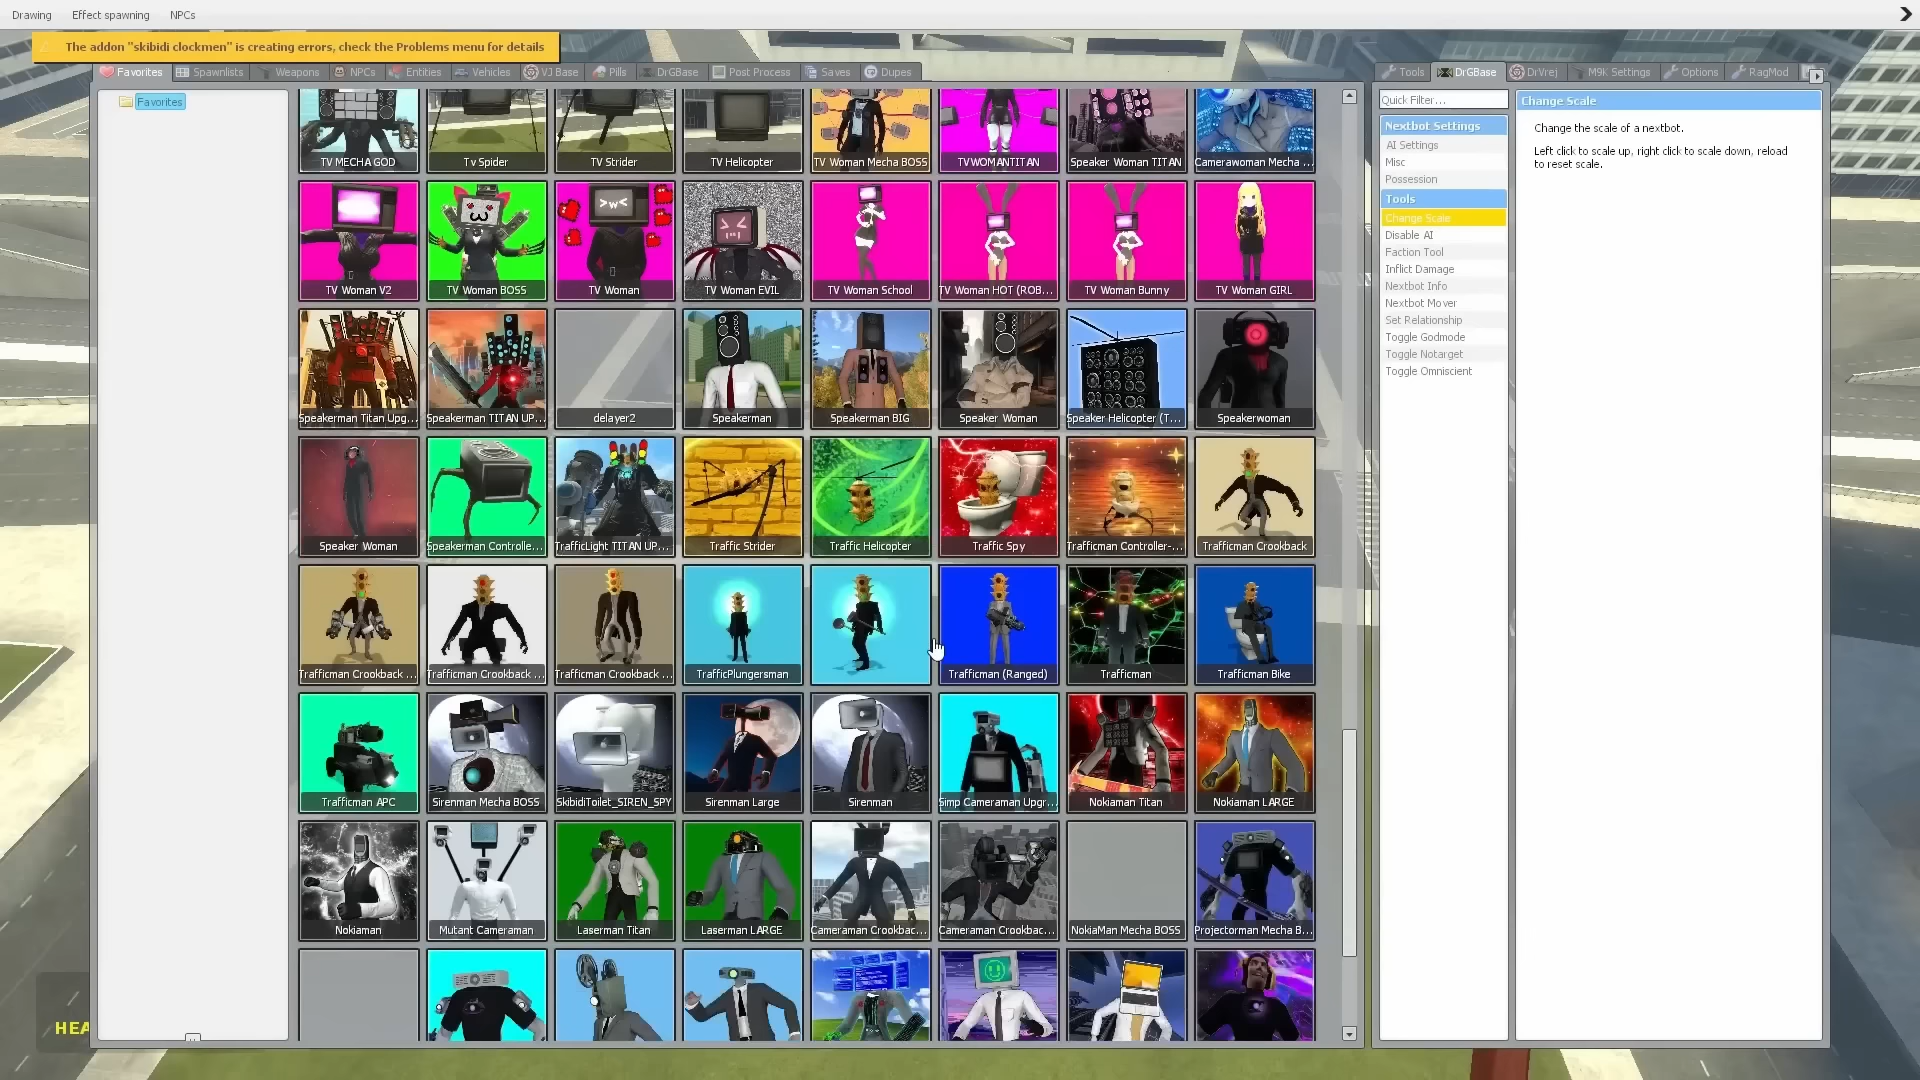 Drawing Effect spawning NPCs
The addon "skibidi clockmen" is creating errors, check the Problems menu for details
Favorites Spawnlists Weapons NPCs Entities Vehicles VJ Base Pills DrGBase Post Process Saves Dupes
Tools DrGBase DrVrej M9K Settings Options RagMod
Favorites
TV MECHA GOD
Tv Spider
TV Strider
TV Helicopter
TV Woman Mecha BOSS
TVWOMANTITAN
Speaker Woman TITAN
Camerawoman Mecha ...
TV Woman V2
TV Woman BOSS
TV Woman
TV Woman EVIL
TV Woman School
TV Woman HOT (ROB...
TV Woman Bunny
TV Woman GIRL
Speakerman Titan Upg...
Speakerman TITAN UP...
delayer2
Speakerman
Speakerman BIG
Speaker Woman
Speaker Helicopter (T...
Speakerwoman
Speaker Woman
Speakerman Controlle...
TrafficLight TITAN UP...
Traffic Strider
Traffic Helicopter
Traffic Spy
Trafficman Controller-...
Trafficman Crookback
Trafficman Crookback ...
Trafficman Crookback ...
Trafficman Crookback ...
TrafficPlungersman
Trafficman (Ranged)
Trafficman
Trafficman Bike
Trafficman APC
Sirenman Mecha BOSS
SkibidiToilet_SIREN_SPY
Sirenman Large
Sirenman
Simp Cameraman Upgr...
Nokiaman Titan
Nokiaman LARGE
Nokiaman
Mutant Cameraman
Laserman Titan
Laserman LARGE
Cameraman Crookbac...
Cameraman Crookbac...
NokiaMan Mecha BOSS
Projectorman Mecha B...
HEA
Quick Filter...
Nextbot Settings
AI Settings
Misc
Possession
Tools
Change Scale
Disable AI
Faction Tool
Inflict Damage
Nextbot Info
Nextbot Mover
Set Relationship
Toggle Godmode
Toggle Notarget
Toggle Omniscient
Change Scale
Change the scale of a nextbot.
Left click to scale up, right click to scale down, reload
to reset scale.